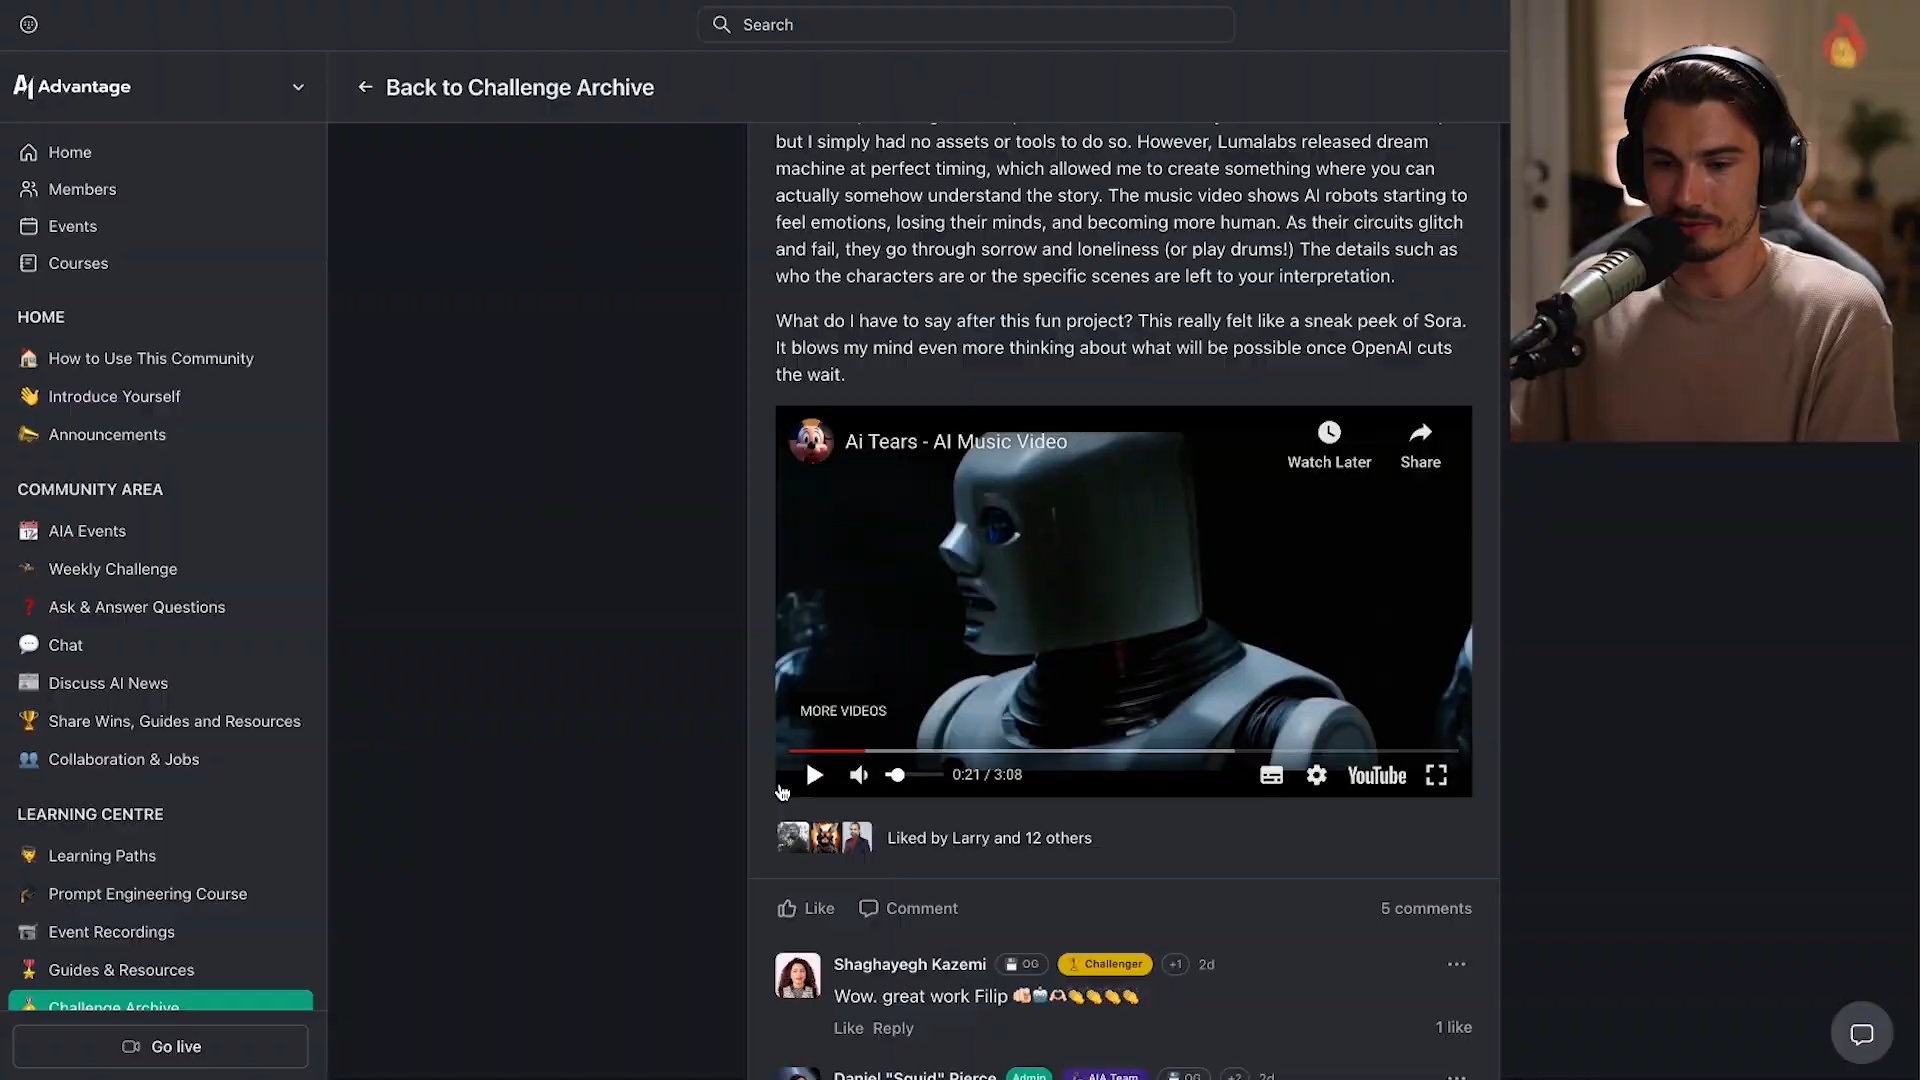 Search
Advantage
Back to Challenge Archive
Home
Members
Events
Courses
HOME
How to Use This Community
Introduce Yourself
Announcements
COMMUNITY AREA
AIA Events
Weekly Challenge
Ask & Answer Questions
Chat
Discuss AI News
Share Wins, Guides and Resources
Collaboration & Jobs
LEARNING CENTRE
Learning Paths
Prompt Engineering Course
Event Recordings
Guides & Resources
Challenge Archive
Go live
but I simply had no assets or tools to do so. However, Lumalabs released dream
machine at perfect timing, which allowed me to create something where you can
actually somehow understand the story. The music video shows AI robots starting to
feel emotions, losing their minds, and becoming more human. As their circuits glitch
and fail, they go through sorrow and loneliness (or play drums!) The details such as
who the characters are or the specific scenes are left to your interpretation.
What do I have to say after this fun project? This really felt like a sneak peek of Sora.
It blows my mind even more thinking about what will be possible once OpenAI cuts
the wait.
Ai Tears - AI Music Video
Watch Later
Share
MORE VIDEOS
0:21 / 3:08
YouTube
Liked by Larry and 12 others
Like
Comment
5 comments
Shaghayegh Kazemi OG Challenger +1 2d
Wow. great work Filip
Like Reply
1 like
Daniel "Squid" Pierce Admin AIA Team OG +2 2d